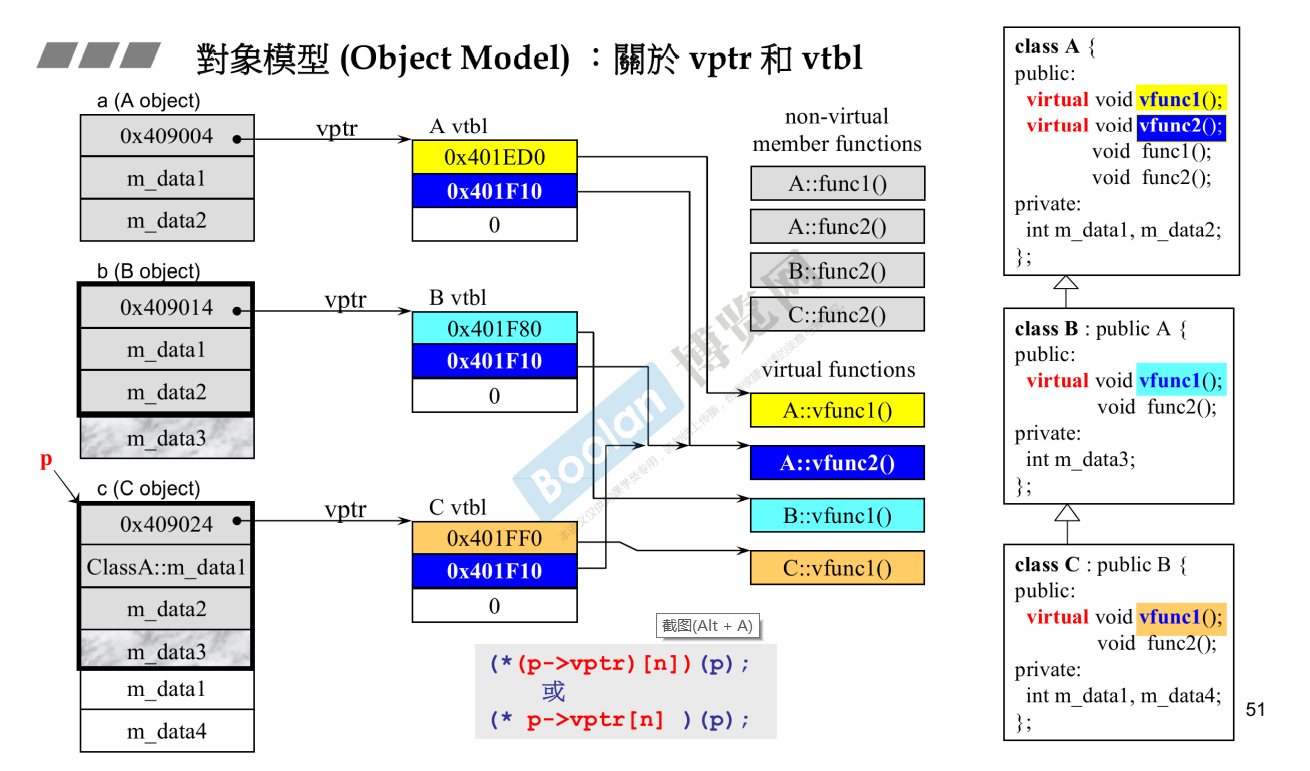 對象模型 (Object Model) ：關於 vptr 和 vtbl
a (A object)
0x409004
m_data1
m_data2
vptr
A vtbl
0x401ED0
0x401F10
0
b (B object)
0x409014
m_data1
m_data2
m_data3
vptr
B vtbl
0x401F80
0x401F10
0
p
c (C object)
0x409024
ClassA::m_data1
m_data2
m_data3
m_data1
m_data4
vptr
C vtbl
0x401FF0
0x401F10
0
non-virtual
member functions
A::func1()
A::func2()
B::func2()
C::func2()
virtual functions
A::vfunc1()
A::vfunc2()
B::vfunc1()
C::vfunc1()
Boolan 博览网
截图(Alt + A)
(*(p->vptr)[n])(p);
或
(* p->vptr[n] )(p);
class A {
public:
virtual void vfunc1();
virtual void vfunc2();
void func1();
void func2();
private:
int m_data1, m_data2;
};
class B : public A {
public:
virtual void vfunc1();
void func2();
private:
int m_data3;
};
class C : public B {
public:
virtual void vfunc1();
void func2();
private:
int m_data1, m_data4;
};
51